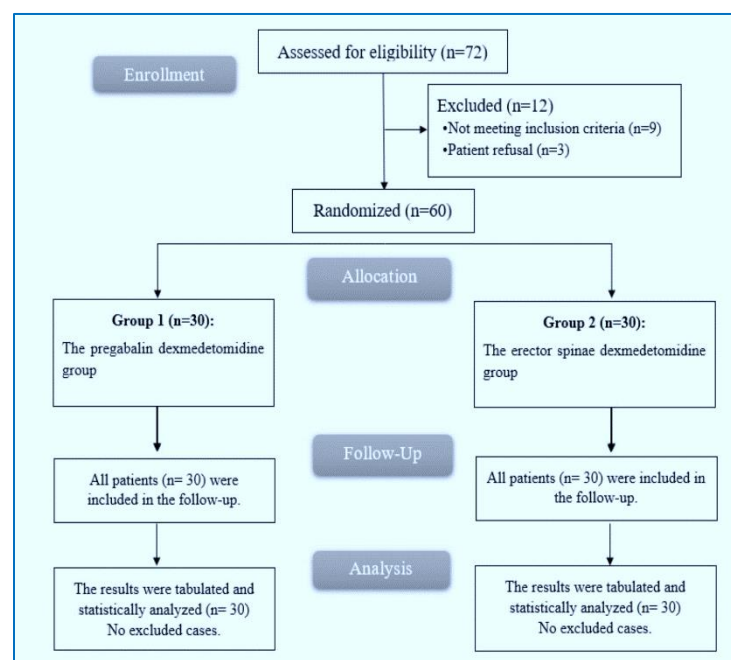 Assessed for eligibility (n=72)
Enrollment
Excluded (n=12)
•Not meeting inclusion criteria (n=9)
•Patient refusal (n=3)
Randomized (n=60)
Allocation
Group 1 (n=30):
The pregabalin dexmedetomidine
group
Group 2 (n=30):
The erector spinae dexmedetomidine
group
Follow-Up
All patients (n= 30) were
included in the follow-up.
All patients (n= 30) were included in
the follow-up.
Analysis
The results were tabulated and
statistically analyzed (n= 30)
No excluded cases.
The results were tabulated and
statistically analyzed (n= 30)
No excluded cases.